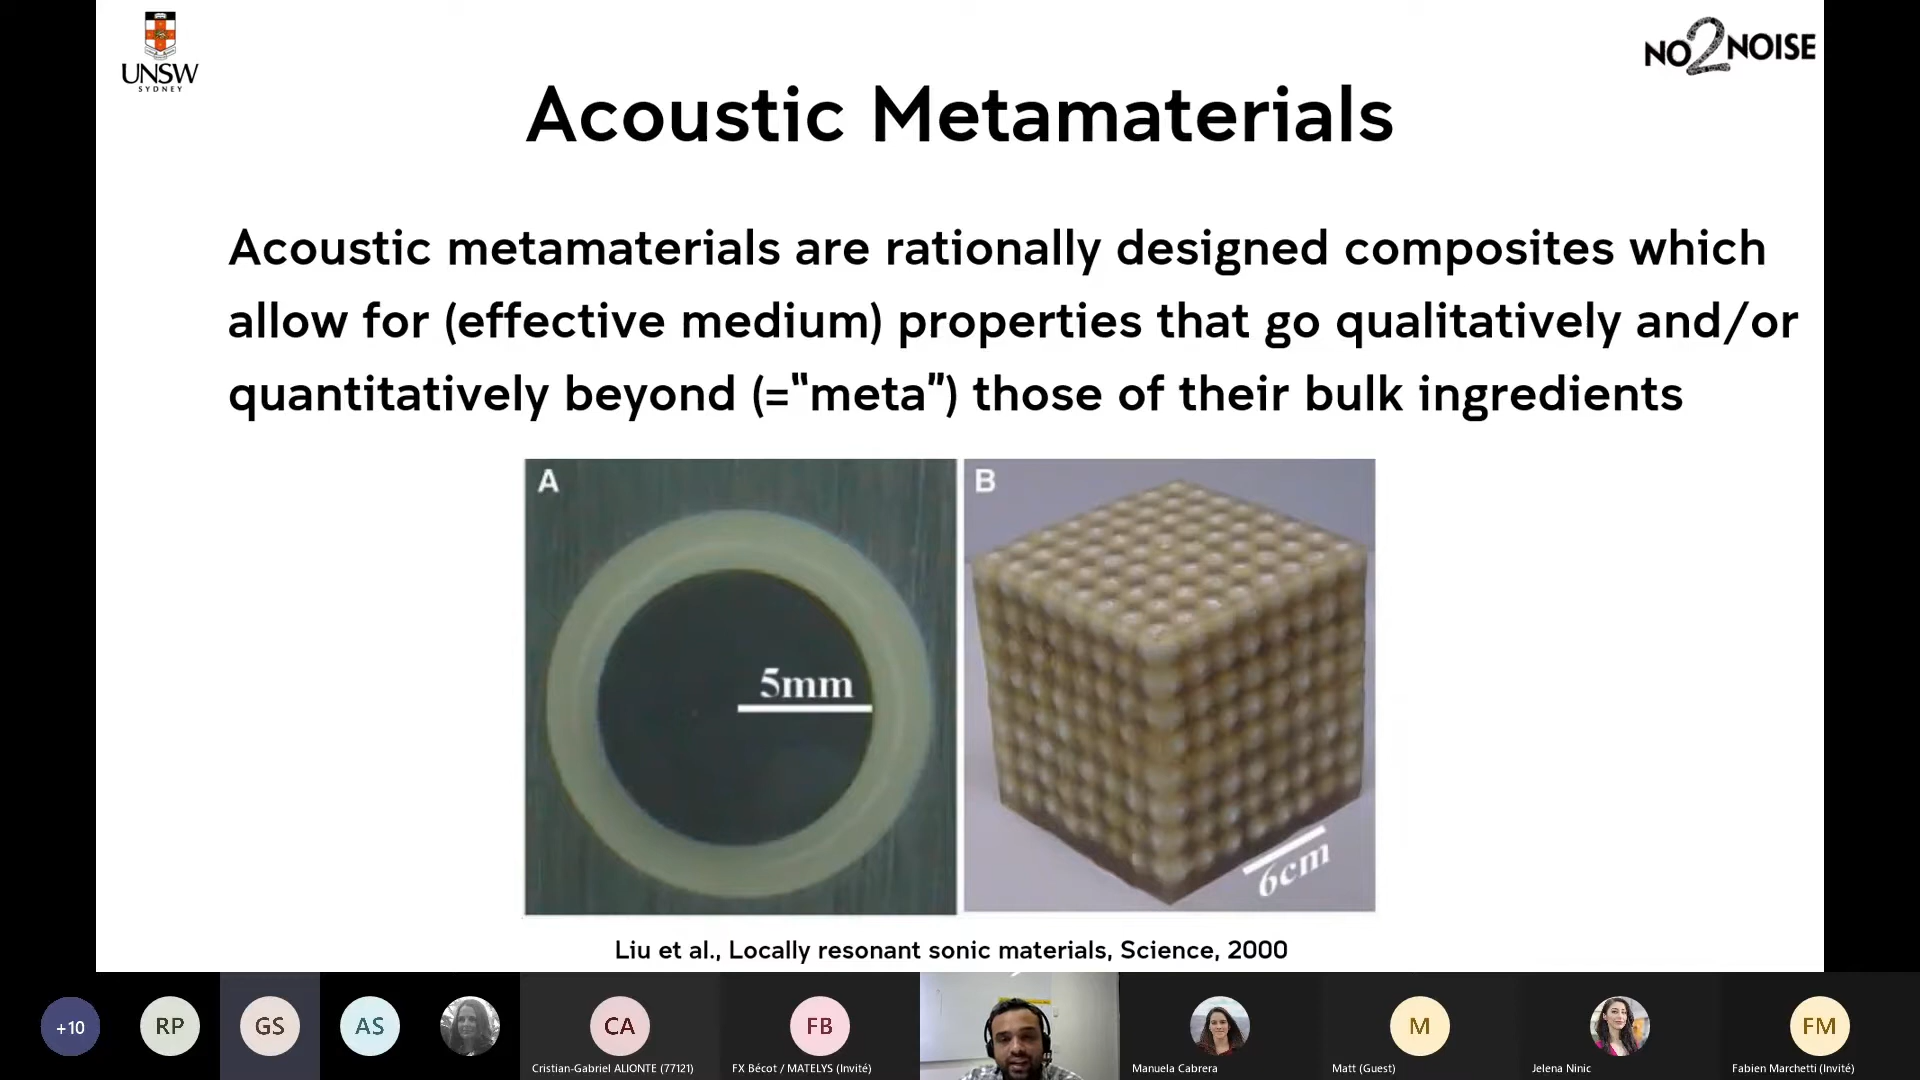 UNSW
SYDNEY
NO2NOISE
Acoustic Metamaterials
Acoustic metamaterials are rationally designed composites which
allow for (effective medium) properties that go qualitatively and/or
quantitatively beyond (="meta") those of their bulk ingredients
A
B
5mm
6cm
Liu et al., Locally resonant sonic materials, Science, 2000
+10
RP
GS
AS
CA
FB
M
FM
Cristian-Gabriel ALIONTE (77121)
FX Bécot / MATELYS (Invité)
Manuela Cabrera
Matt (Guest)
Jelena Ninic
Fabien Marchetti (Invité)